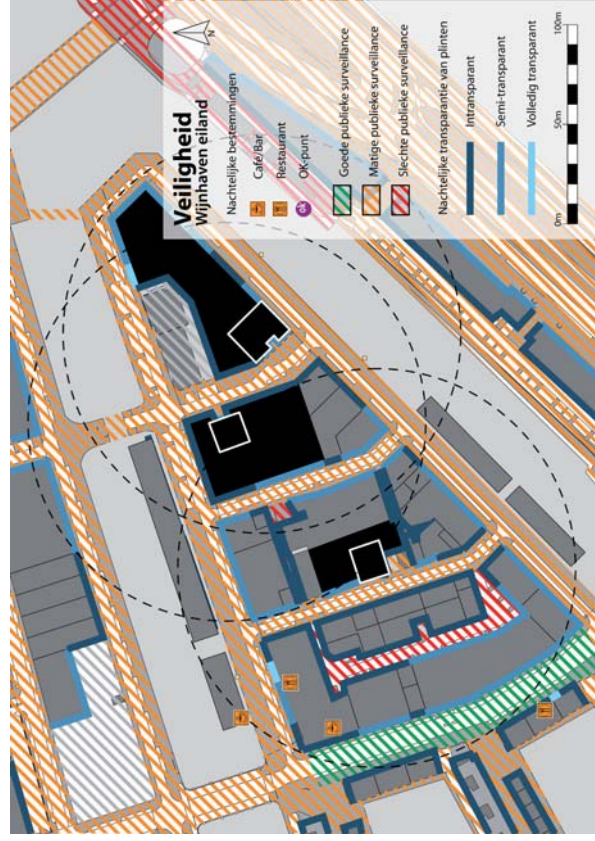 Veiligheid
Wijnhaven eiland
Nachtelijke bestemmingen
Café/Bar
Restaurant
ok
OK-punt
Goede publieke surveillance
Matige publieke surveillance
Slechte publieke surveillance
Nachtelijke transparantie van plinten
Intransparant
Semi-transparant
Volledig transparant
0m
50m
100m